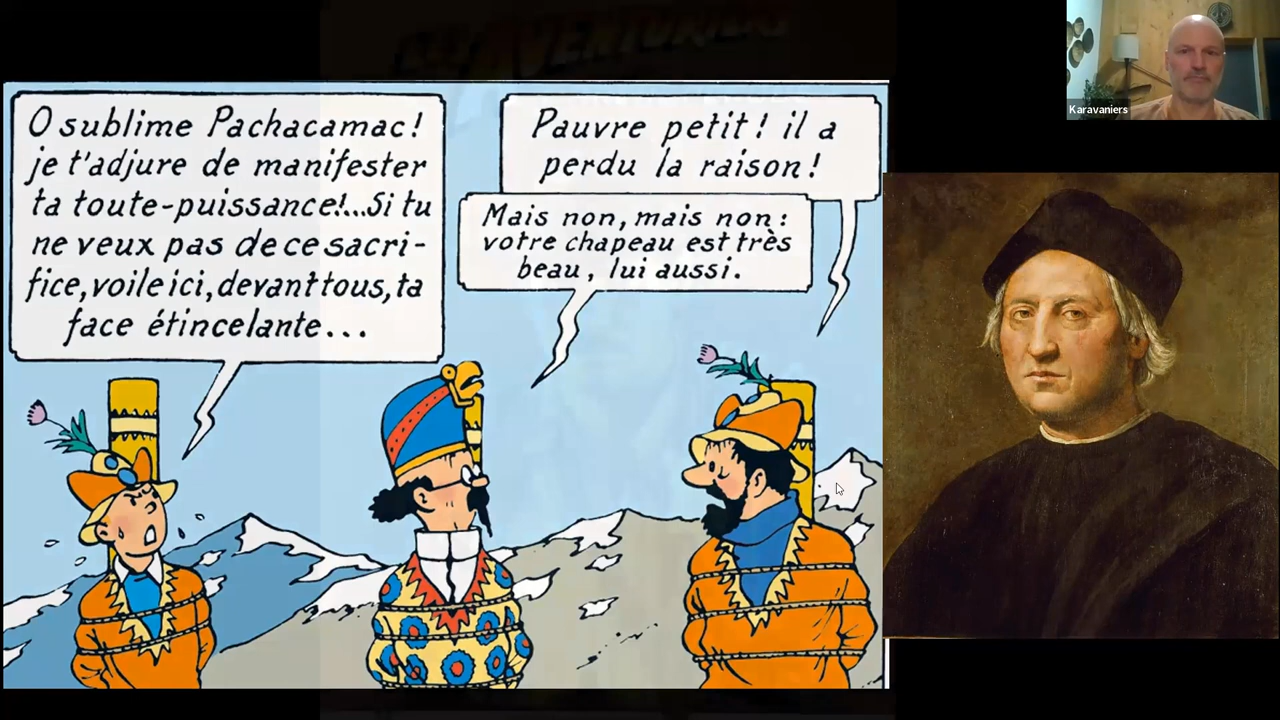 LES AVENTURIERS
O sublime Pachacamac!
je t'adjure de manifester
ta toute-puissance!...Si tu
ne veux pas de ce sacri-
fice, voile ici, devant tous, ta
face étincelante...
Pauvre petit! il a
perdu la raison!
Mais non, mais non:
votre chapeau est très
beau, lui aussi.
Karavaniers